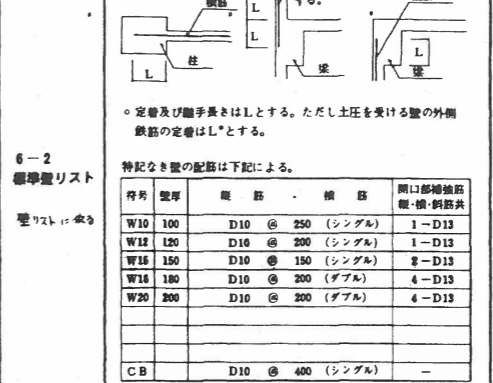 横筋
L
L
する。
L
柱
梁
L
梁
L
○ 定着及び継手長さはLとする。ただし土圧を受ける壁の外側
鉄筋の定着はL*とする。
6－2
標準壁リスト
壁リストに依る
特記なき壁の配筋は下記による。
符号 壁厚 縦 筋 ・ 横 筋 開口部補強筋
縦・横・斜筋共
W10 100 D10 @ 250 (シングル) 1－D13
W12 120 D10 @ 200 (シングル) 1－D13
W15 150 D10 @ 150 (シングル) 2－D13
W18 180 D10 @ 200 (ダブル) 4－D13
W20 200 D10 @ 200 (ダブル) 4－D13
CB D10 @ 400 (シングル) －